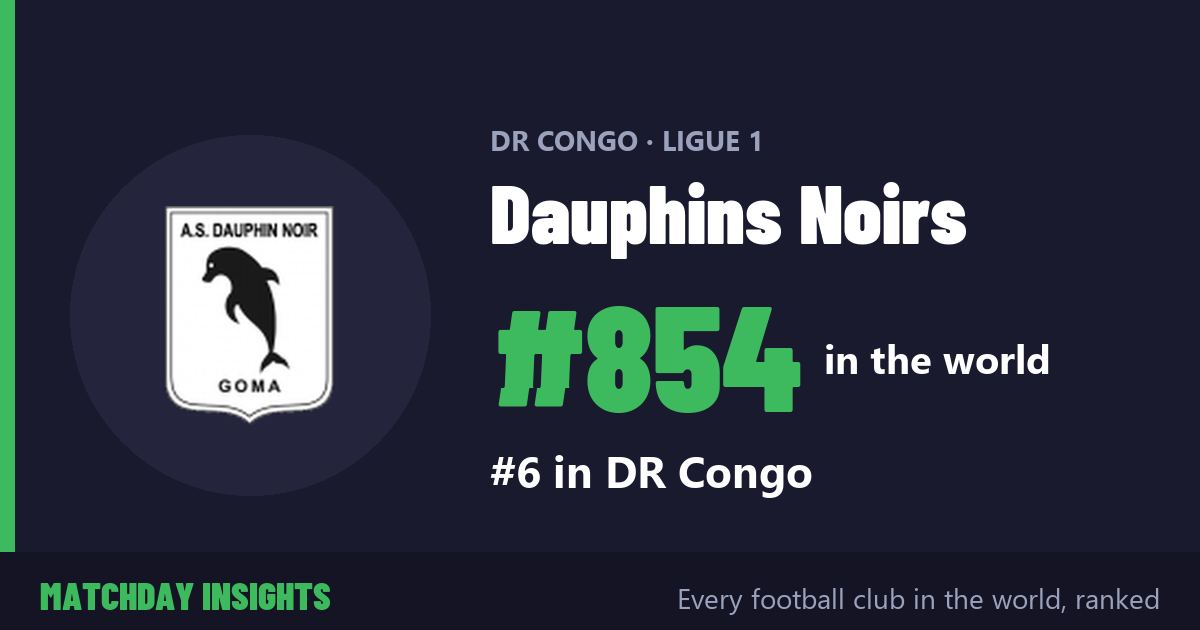 A.S. DAUPHIN NOIR
GOMA
DR CONGO · LIGUE 1
Dauphins Noirs
#854 in the world
#6 in DR Congo
MATCHDAY INSIGHTS
Every football club in the world, ranked